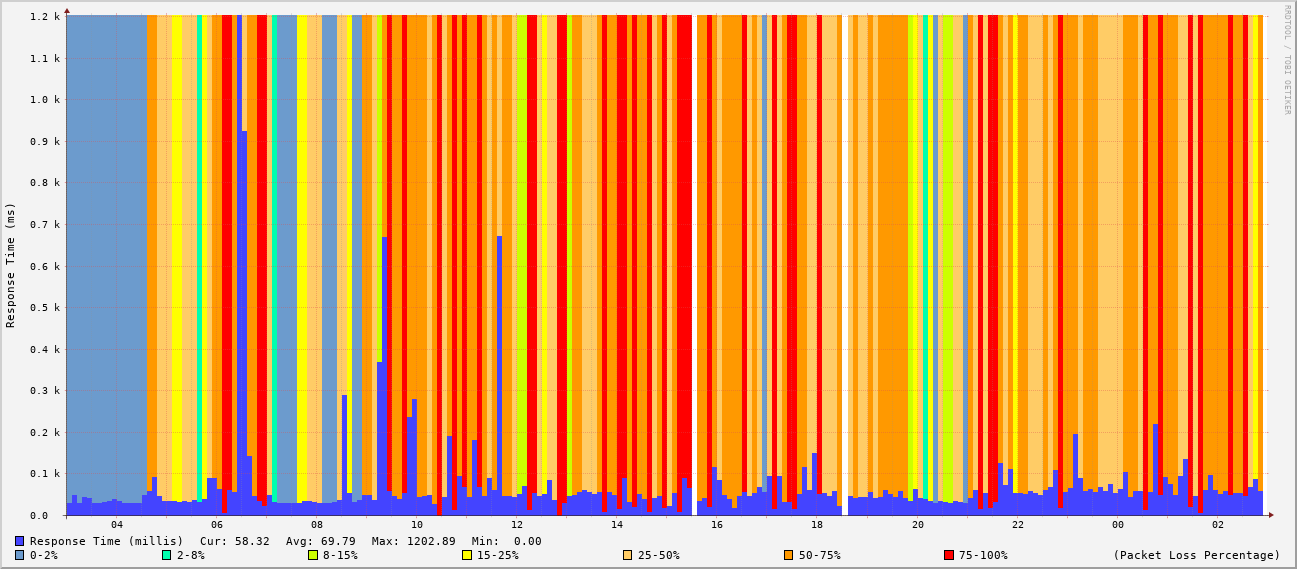 1.2 k
1.1 k
1.0 k
0.9 k
0.8 k
0.7 k
0.6 k
0.5 k
0.4 k
0.3 k
0.2 k
0.1 k
0.0
Response Time (ms)
RRDTOOL / TOBI OETIKER
04 06 08 10 12 14 16 18 20 22 00 02
Response Time (millis) Cur: 58.32 Avg: 69.79 Max: 1202.89 Min: 0.00
0-2% 2-8% 8-15% 15-25% 25-50% 50-75% 75-100% (Packet Loss Percentage)